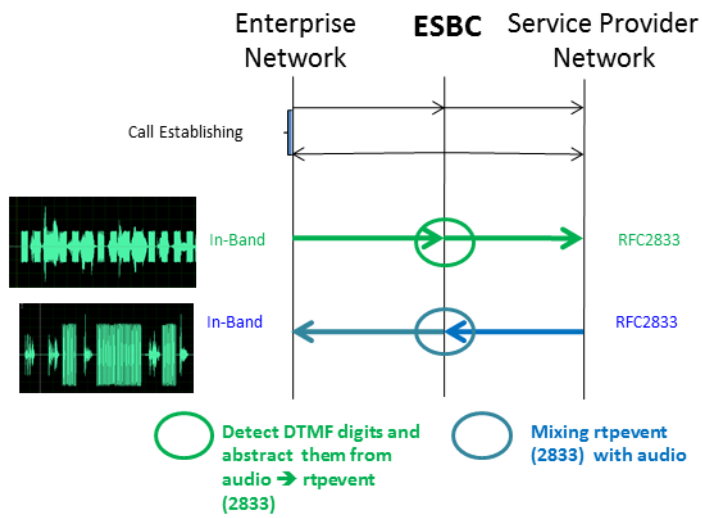 Enterprise Network
ESBC
Service Provider Network
Call Establishing
In-Band
RFC2833
In-Band
RFC2833
Detect DTMF digits and
abstract them from
audio ➔ rtpevent
(2833)
Mixing rtpevent
(2833) with audio